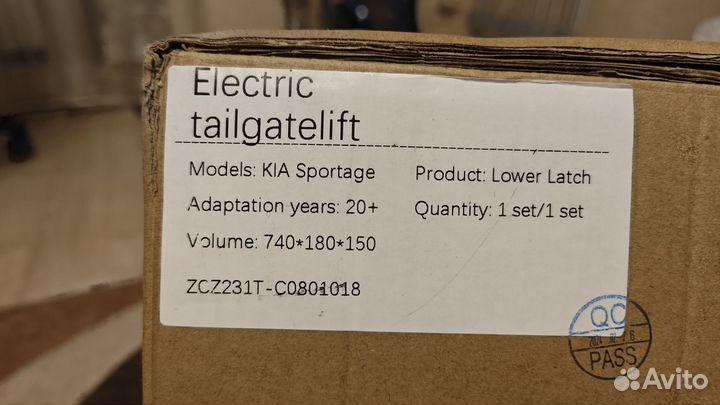 Electric
tailgatelift
Models: KIA Sportage
Product: Lower Latch
Adaptation years: 20+
Quantity: 1 set/1 set
Volume: 740*180*150
ZCZ231T-C0801018
QC
PASS
Avito